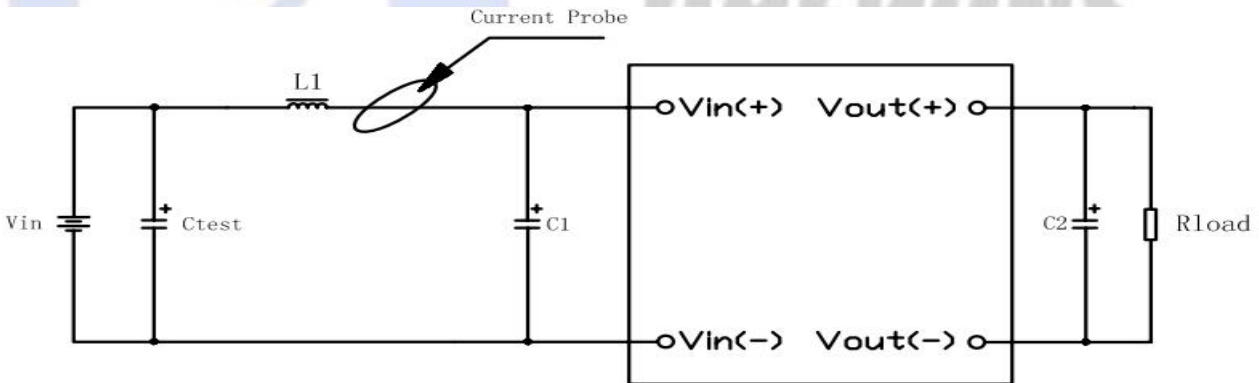 Current Probe
L1
Vin(+) Vout(+)
Vin
Ctest
C1
C2
Rload
Vin(-) Vout(-)